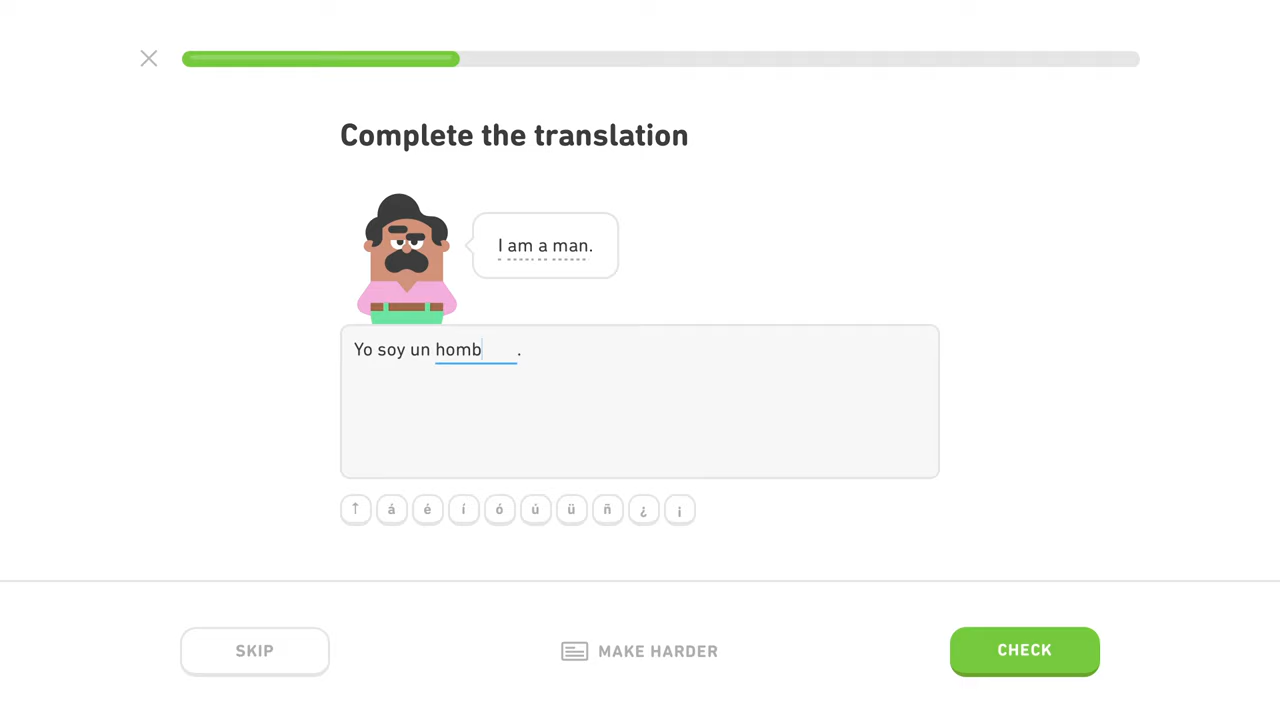 Complete the translation
I am a man.
Yo soy un homb .
↑ á é í ó ú ü ñ ¿ ¡
SKIP
MAKE HARDER
CHECK